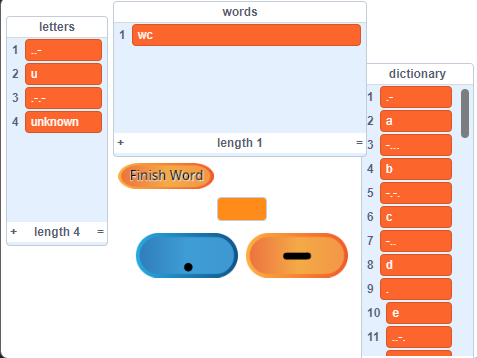 letters
1 ..-
2 u
3 .-.-
4 unknown
+ length 4 =
words
1 wc
+ length 1 =
Finish Word
dictionary
1 .-
2 a
3 -...
4 b
5 -.-.
6 c
7 -..
8 d
9 .
10 e
11 ..-.